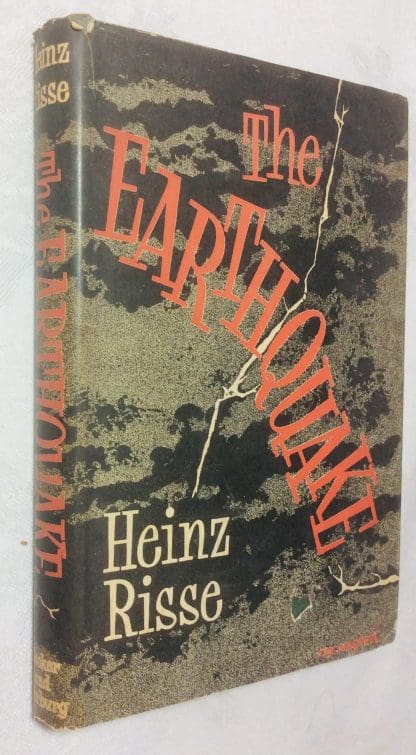 Heinz
Risse
The EARTHQUAKE
The
EARTHQUAKE
Heinz
Risse